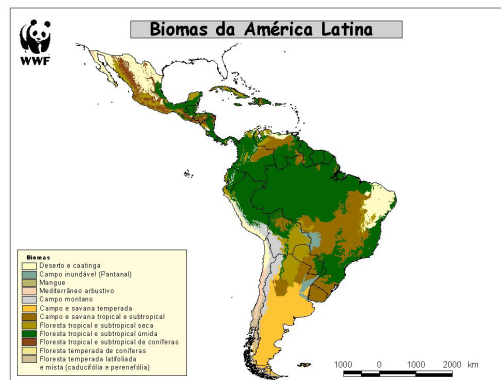 Biomas da América Latina
WWF
Biomas
Deserto e caatinga
Campo inundável (Pantanal)
Mangue
Mediterrâneo arbustivo
Campo montano
Campo e savana temperada
Campo e savana tropical e subtropical
Floresta tropical e subtropical seca
Floresta tropical e subtropical úmida
Floresta tropical e subtropical de coníferas
Floresta temperada de coníferas
Floresta temperada latifoliada
e mista (caducifólia e perenefólia)
1000 0 1000 2000 km